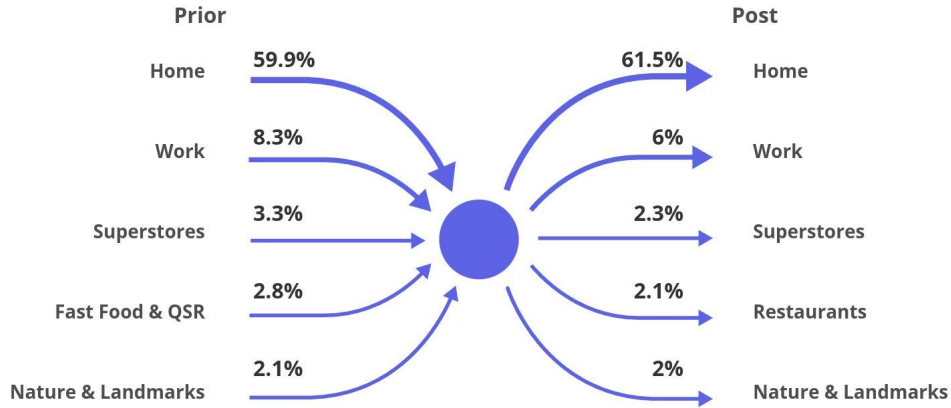 Prior
Post
Home
59.9%
61.5%
Home
Work
8.3%
6%
Work
Superstores
3.3%
2.3%
Superstores
Fast Food & QSR
2.8%
2.1%
Restaurants
Nature & Landmarks
2.1%
2%
Nature & Landmarks